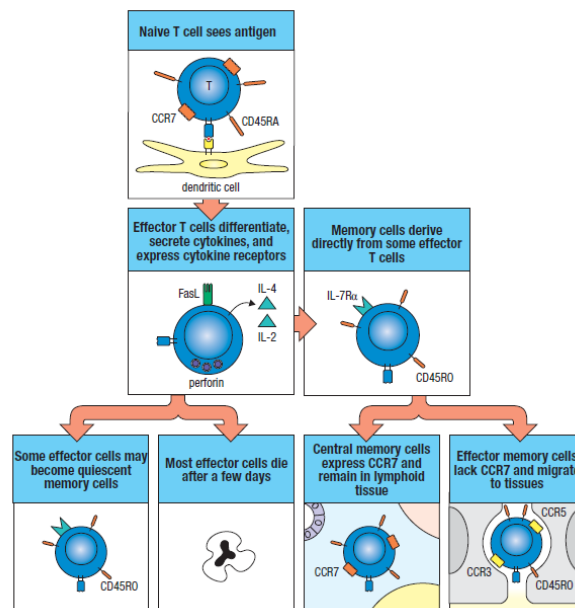 Naive T cell sees antigen
T
CCR7
CD45RA
dendritic cell
Effector T cells differentiate,
secrete cytokines, and
express cytokine receptors
FasL
IL-4
IL-2
perforin
Memory cells derive
directly from some effector
T cells
IL-7Rα
CD45RO
Some effector cells may
become quiescent
memory cells
CD45RO
Most effector cells die
after a few days
Central memory cells
express CCR7 and
remain in lymphoid
tissue
CCR7
Effector memory cells
lack CCR7 and migrate
to tissues
CCR5
CCR3
CD45RO